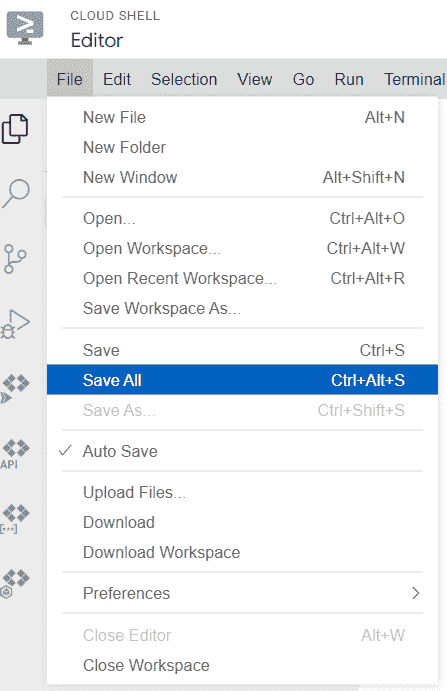 CLOUD SHELL
Editor
File Edit Selection View Go Run Terminal
New File Alt+N
New Folder
New Window Alt+Shift+N
Open... Ctrl+Alt+O
Open Workspace... Ctrl+Alt+W
Open Recent Workspace... Ctrl+Alt+R
Save Workspace As...
Save Ctrl+S
Save All Ctrl+Alt+S
Save As... Ctrl+Shift+S
Auto Save
API
Upload Files...
Download
Download Workspace
Preferences
Close Editor Alt+W
Close Workspace